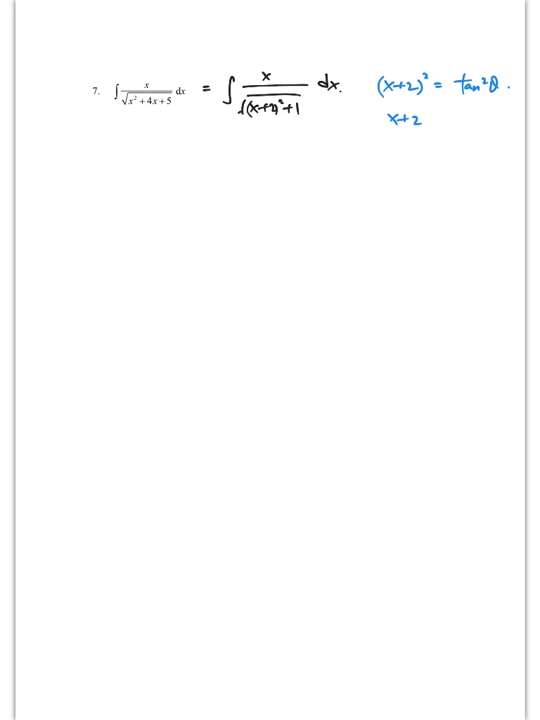 7. ∫ x/√(x² + 4x + 5) dx = ∫ x/√((x+2)²+1) dx. (x+2)² = tan²θ.
x+2